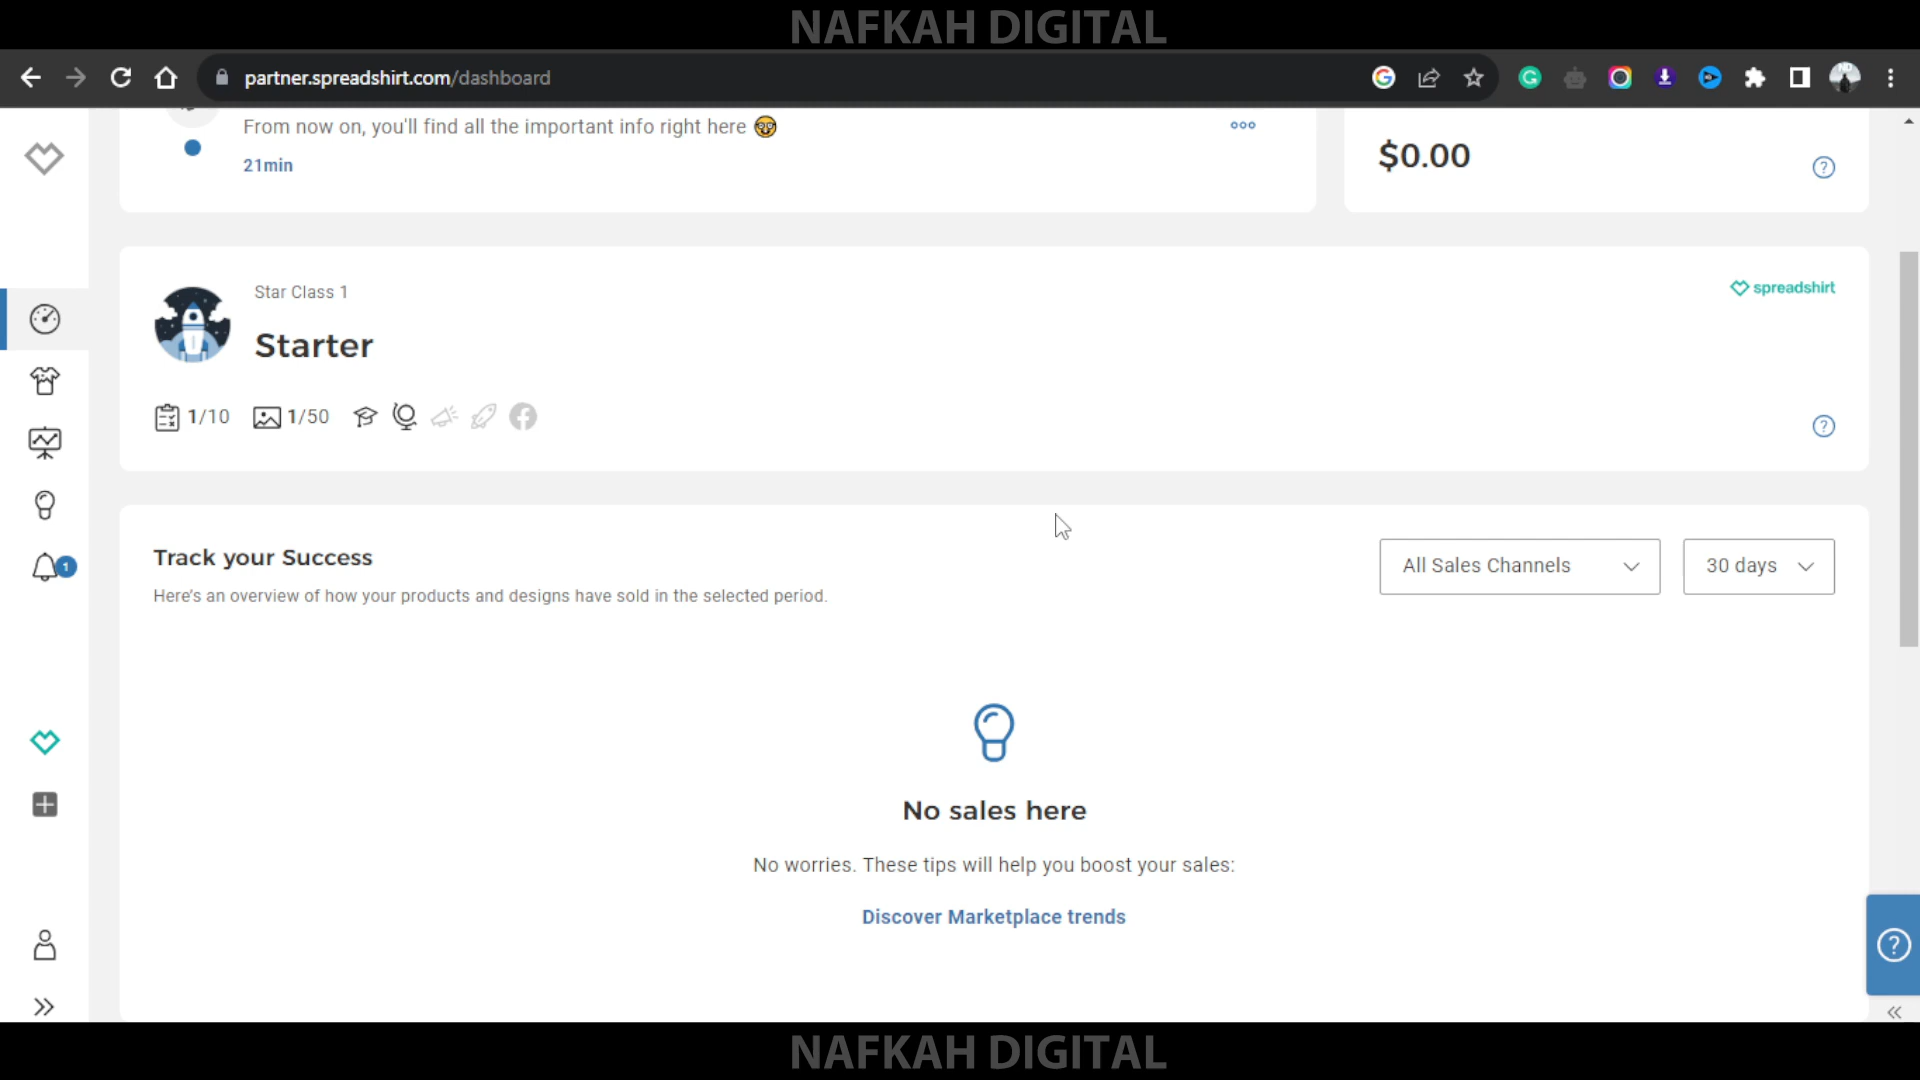 NAFKAH DIGITAL
partner.spreadshirt.com/dashboard
From now on, you'll find all the important info right here
21min
$0.00
Star Class 1
Starter
spreadshirt
1/10 1/50
1
Track your Success
Here's an overview of how your products and designs have sold in the selected period.
All Sales Channels
30 days
No sales here
No worries. These tips will help you boost your sales:
Discover Marketplace trends
NAFKAH DIGITAL